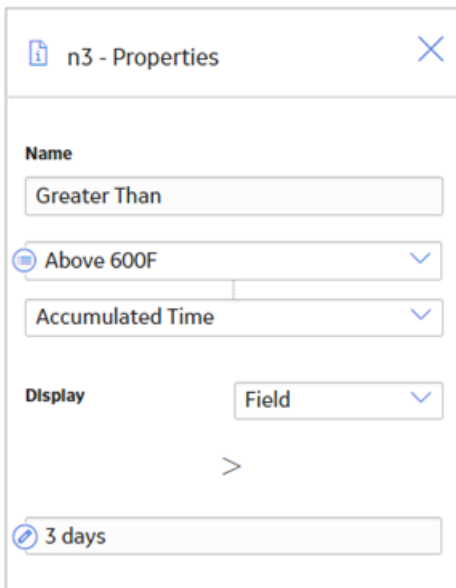 n3 - Properties
Name
Greater Than
Above 600F
Accumulated Time
Display
Field
>
3 days